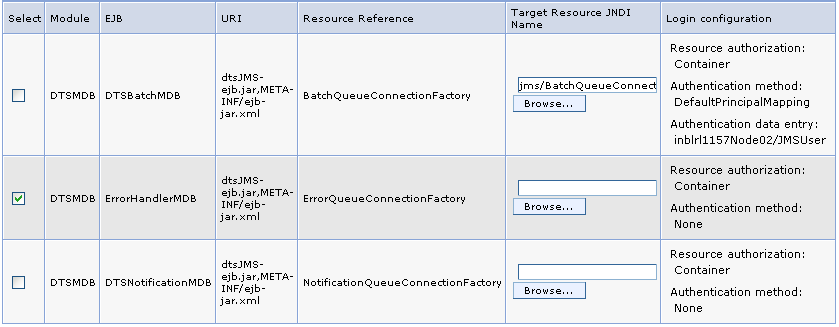 Select Module EJB URI Resource Reference Target Resource JNDI Name Login configuration
DTSMDB
DTSBatchMDB
dtsJMS-
ejb.jar,META-
INF/ejb-
jar.xml
BatchQueueConnectionFactory
jms/BatchQueueConnect
Browse...
Resource authorization:
Container
Authentication method:
DefaultPrincipalMapping
Authentication data entry:
inblrl1157Node02/JMSUser
DTSMDB
ErrorHandlerMDB
dtsJMS-
ejb.jar,META-
INF/ejb-
jar.xml
ErrorQueueConnectionFactory
Browse...
Resource authorization:
Container
Authentication method:
None
DTSMDB
DTSNotificationMDB
dtsJMS-
ejb.jar,META-
INF/ejb-
jar.xml
NotificationQueueConnectionFactory
Browse...
Resource authorization:
Container
Authentication method:
None